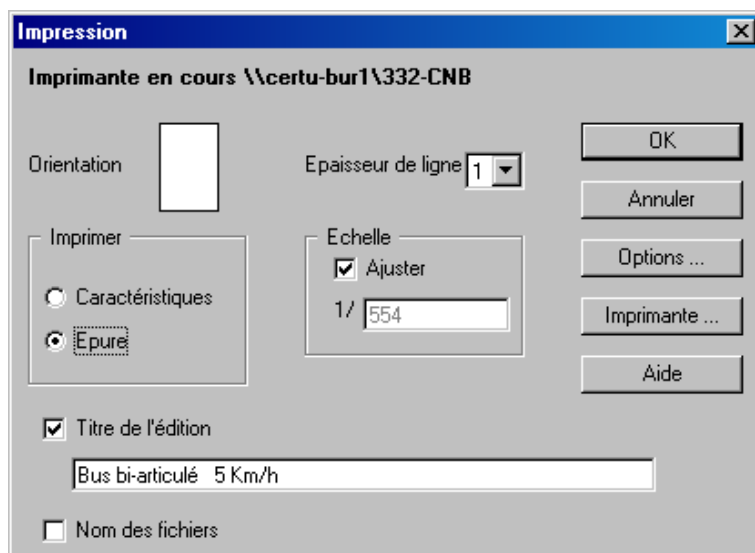 Impression
Imprimante en cours \\certu-bur1\332-CNB
Orientation
Epaisseur de ligne 1
OK
Annuler
Options ...
Imprimante ...
Aide
Imprimer
Caractéristiques
Epure
Echelle
Ajuster
1/ 554
Titre de l'édition
Bus bi-articulé   5 Km/h
Nom des fichiers